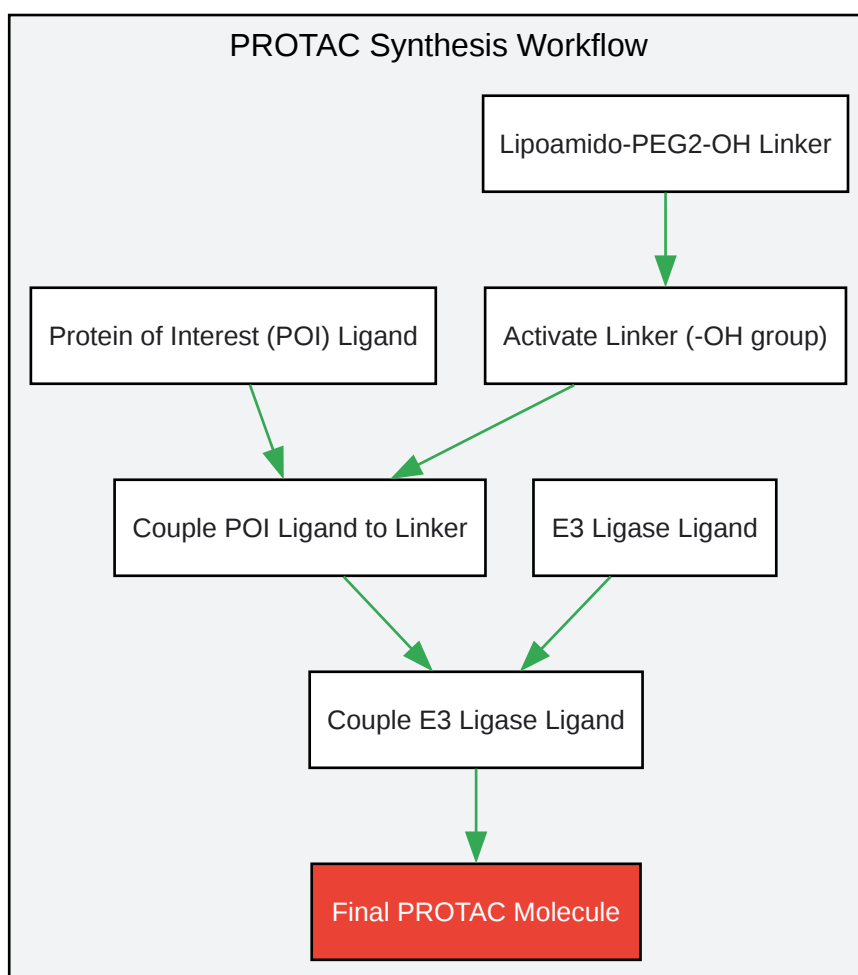 PROTAC Synthesis Workflow
Lipoamido-PEG2-OH Linker
Protein of Interest (POI) Ligand
Activate Linker (-OH group)
Couple POI Ligand to Linker
E3 Ligase Ligand
Couple E3 Ligase Ligand
Final PROTAC Molecule